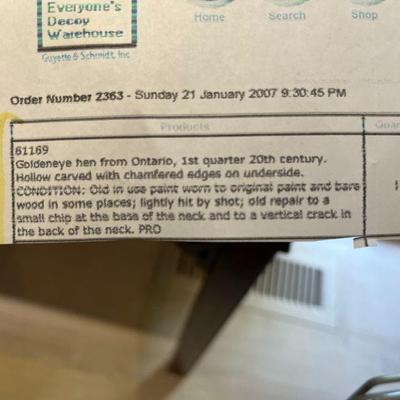 Everyone's
Decoy
Warehouse
Guyette & Schmidt, Inc
Home Search Shop
Order Number 2363 - Sunday 21 January 2007 9:30:45 PM
Products
61169
Goldeneye hen from Ontario, 1st quarter 20th century.
Hollow carved with chamfered edges on underside.
CONDITION: Old in use paint worn to original paint and bare
wood in some places; lightly hit by shot; old repair to a
small chip at the base of the neck and to a vertical crack in
the back of the neck. PRO